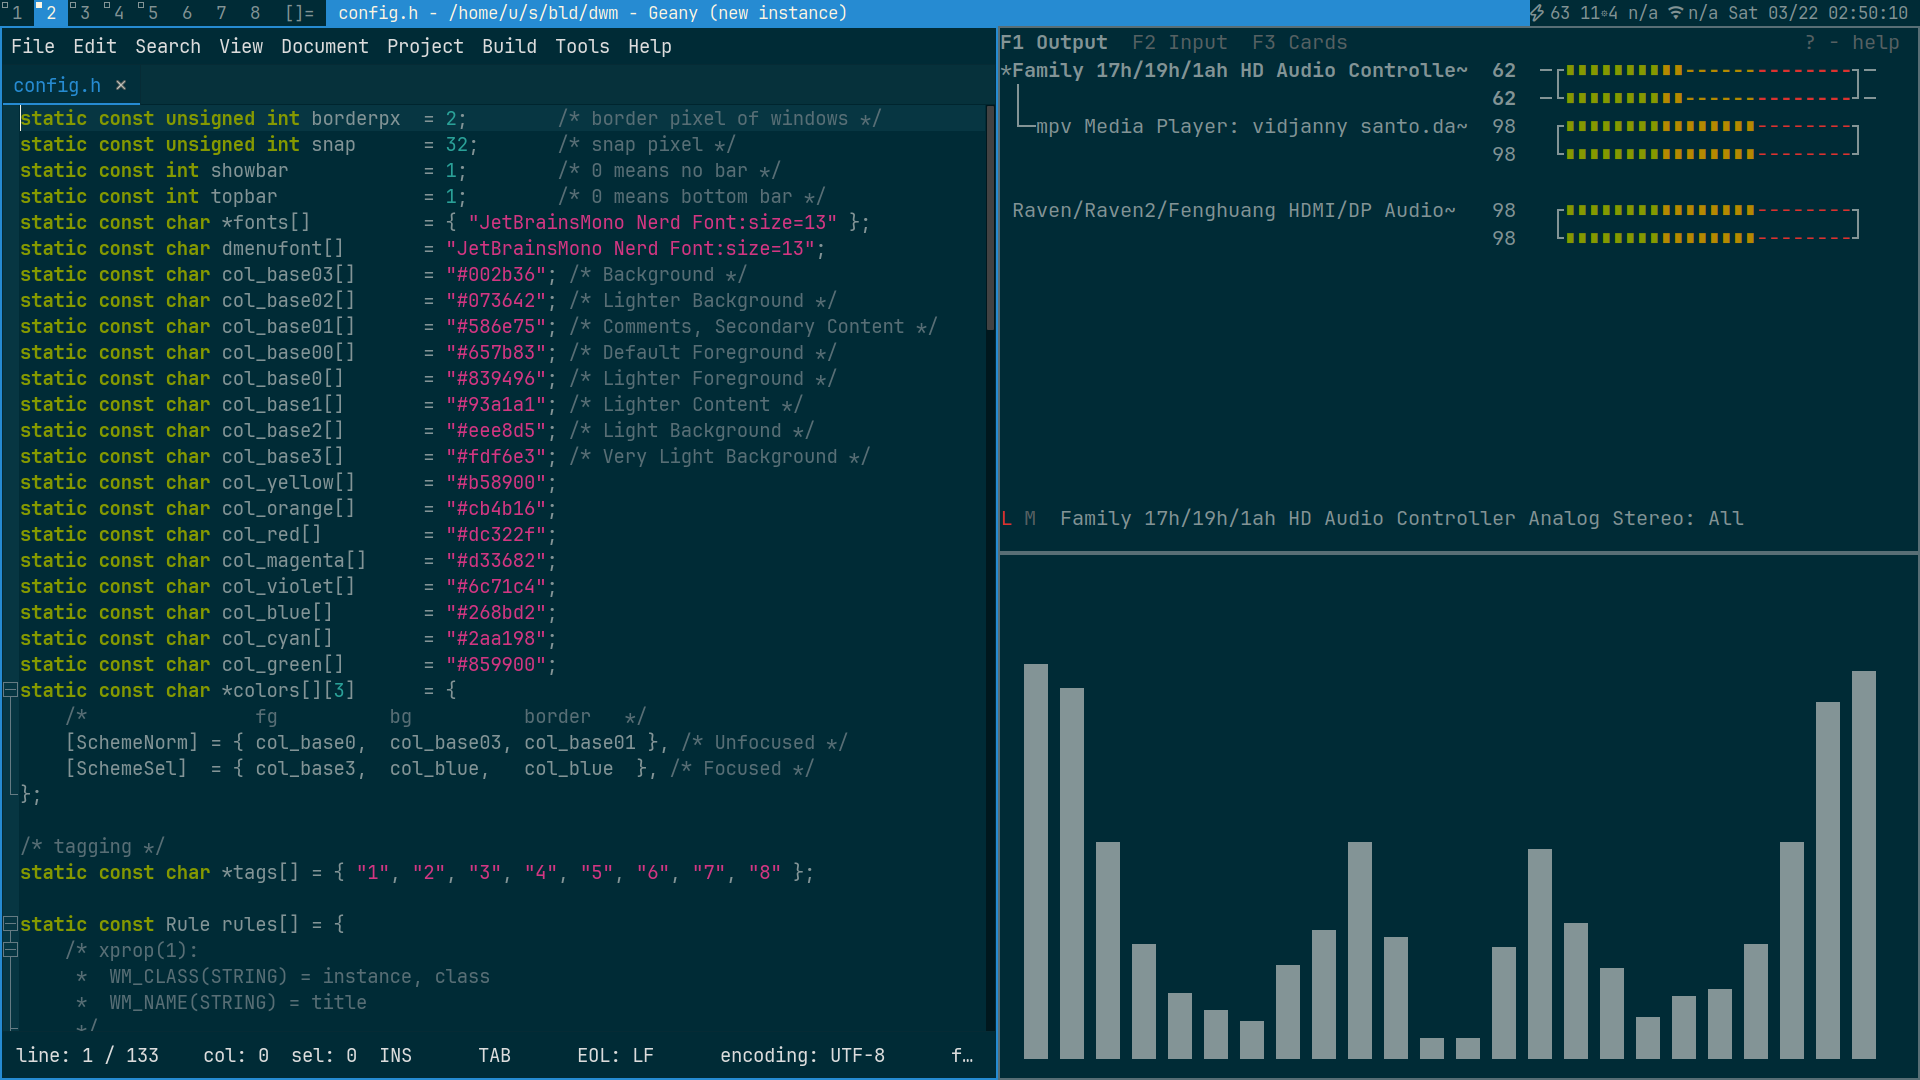 1 2 3 4 5 6 7 8 []= config.h - /home/u/s/bld/dwm - Geany (new instance) 63 11 4 n/a n/a Sat 03/22 02:50:10
File Edit Search View Document Project Build Tools Help
config.h ×
static const unsigned int borderpx = 2; /* border pixel of windows */
static const unsigned int snap = 32; /* snap pixel */
static const int showbar = 1; /* 0 means no bar */
static const int topbar = 1; /* 0 means bottom bar */
static const char *fonts[] = { "JetBrainsMono Nerd Font:size=13" };
static const char dmenufont[] = "JetBrainsMono Nerd Font:size=13";
static const char col_base03[] = "#002b36"; /* Background */
static const char col_base02[] = "#073642"; /* Lighter Background */
static const char col_base01[] = "#586e75"; /* Comments, Secondary Content */
static const char col_base00[] = "#657b83"; /* Default Foreground */
static const char col_base0[] = "#839496"; /* Lighter Foreground */
static const char col_base1[] = "#93a1a1"; /* Lighter Content */
static const char col_base2[] = "#eee8d5"; /* Light Background */
static const char col_base3[] = "#fdf6e3"; /* Very Light Background */
static const char col_yellow[] = "#b58900";
static const char col_orange[] = "#cb4b16";
static const char col_red[] = "#dc322f";
static const char col_magenta[] = "#d33682";
static const char col_violet[] = "#6c71c4";
static const char col_blue[] = "#268bd2";
static const char col_cyan[] = "#2aa198";
static const char col_green[] = "#859900";
static const char *colors[][3] = {
/* fg bg border */
[SchemeNorm] = { col_base0, col_base03, col_base01 }, /* Unfocused */
[SchemeSel] = { col_base3, col_blue, col_blue }, /* Focused */
};
/* tagging */
static const char *tags[] = { "1", "2", "3", "4", "5", "6", "7", "8" };
static const Rule rules[] = {
/* xprop(1):
* WM_CLASS(STRING) = instance, class
* WM_NAME(STRING) = title
*/
line: 1 / 133 col: 0 sel: 0 INS TAB EOL: LF encoding: UTF-8 f…
F1 Output F2 Input F3 Cards ? - help
*Family 17h/19h/1ah HD Audio Controlle~ 62
62
mpv Media Player: vidjanny santo.da~ 98
98
Raven/Raven2/Fenghuang HDMI/DP Audio~ 98
98
L M Family 17h/19h/1ah HD Audio Controller Analog Stereo: All